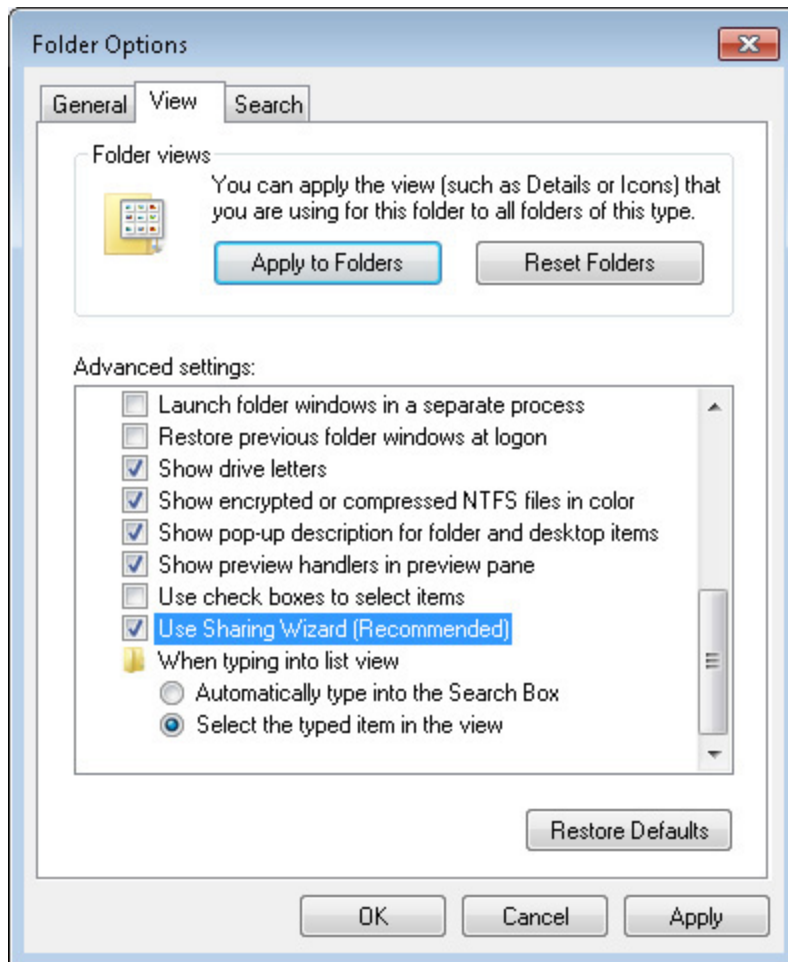 Folder Options
General View Search
Folder views
You can apply the view (such as Details or Icons) that
you are using for this folder to all folders of this type.
Apply to Folders Reset Folders
Advanced settings:
Launch folder windows in a separate process
Restore previous folder windows at logon
Show drive letters
Show encrypted or compressed NTFS files in color
Show pop-up description for folder and desktop items
Show preview handlers in preview pane
Use check boxes to select items
Use Sharing Wizard (Recommended)
When typing into list view
Automatically type into the Search Box
Select the typed item in the view
Restore Defaults
OK Cancel Apply